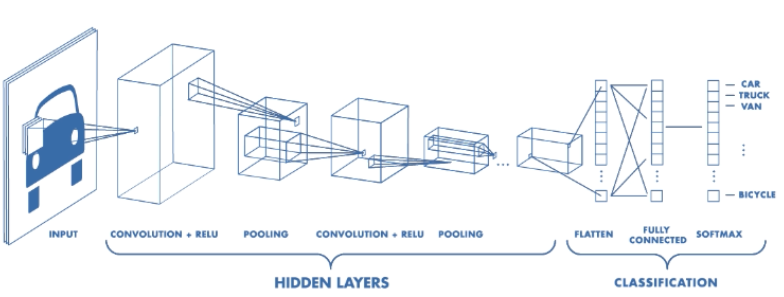 CAR
TRUCK
VAN
BICYCLE
INPUT
CONVOLUTION + RELU
POOLING
CONVOLUTION + RELU
POOLING
FLATTEN
FULLY
CONNECTED
SOFTMAX
HIDDEN LAYERS
CLASSIFICATION